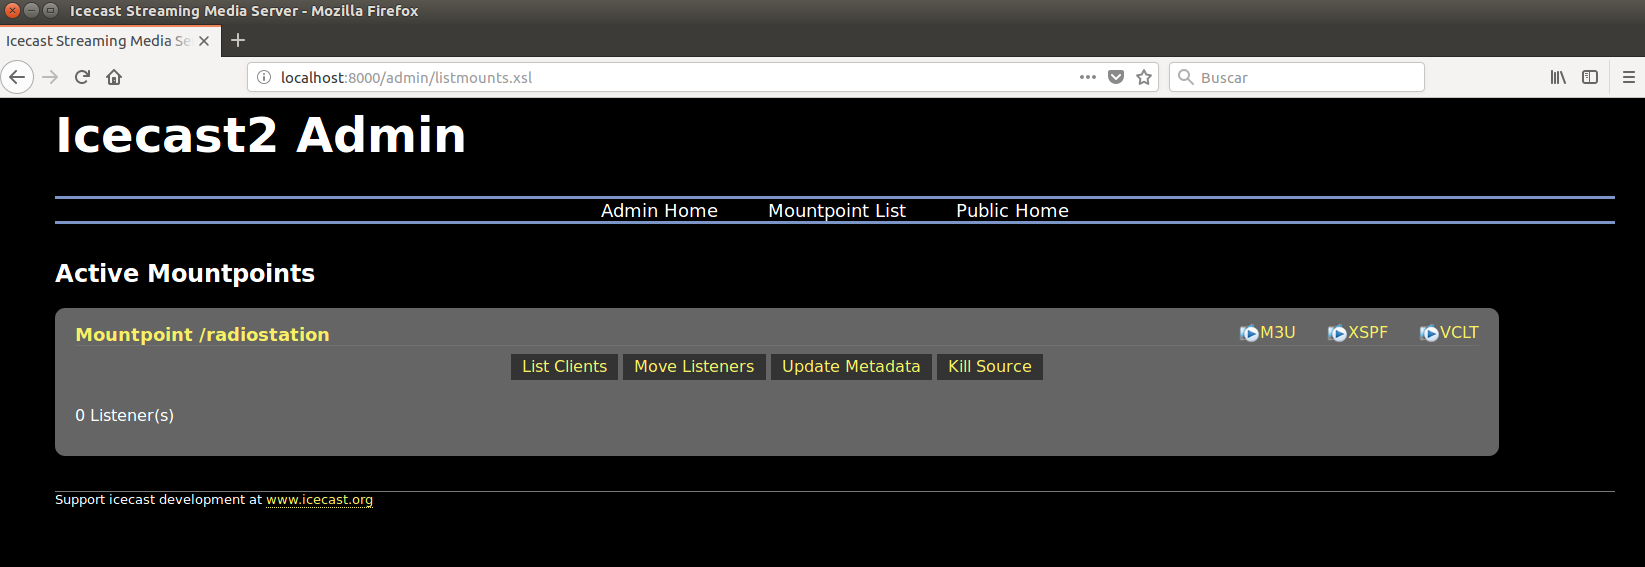 Icecast Streaming Media Server - Mozilla Firefox
Icecast Streaming Media Se
localhost:8000/admin/listmounts.xsl
Buscar
Icecast2 Admin
Admin Home Mountpoint List Public Home
Active Mountpoints
Mountpoint /radiostation M3U XSPF VCLT
List Clients Move Listeners Update Metadata Kill Source
0 Listener(s)
Support icecast development at www.icecast.org